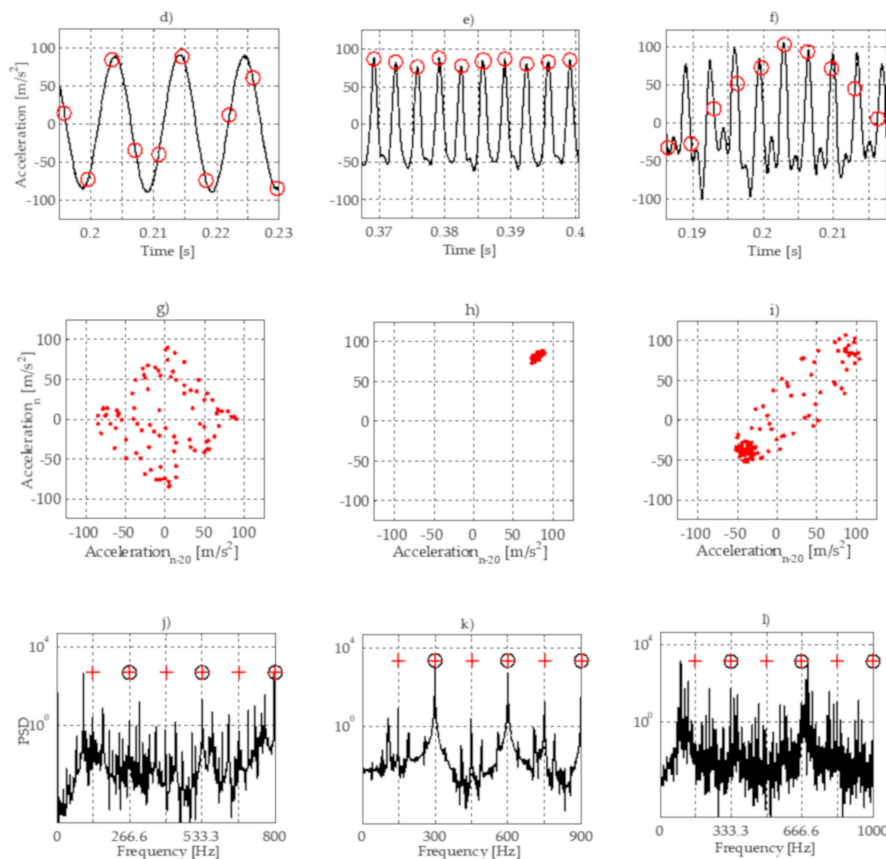 d) e) f)
Acceleration [m/s²]
100 100 100
50 50 50
0 0 0
-50 -50 -50
-100 -100 -100
0.2 0.21 0.22 0.23 0.37 0.38 0.39 0.4 0.19 0.2 0.21
Time [s] Time [s] Time [s]
g) h) i)
Acceleration n [m/s²]
100 100 100
50 50 50
0 0 0
-50 -50 -50
-100 -100 -100
-100 -50 0 50 100 -100 -50 0 50 100 -100 -50 0 50 100
Acceleration n-20 [m/s²] Acceleration n-20 [m/s²] Acceleration n-20 [m/s²]
j) k) l)
PSD
10⁴ 10⁴ 10⁴
10⁰ 10⁰ 10⁰
0 266.6 533.3 800 0 300 600 900 0 333.3 666.6 1000
Frequency [Hz] Frequency [Hz] Frequency [Hz]